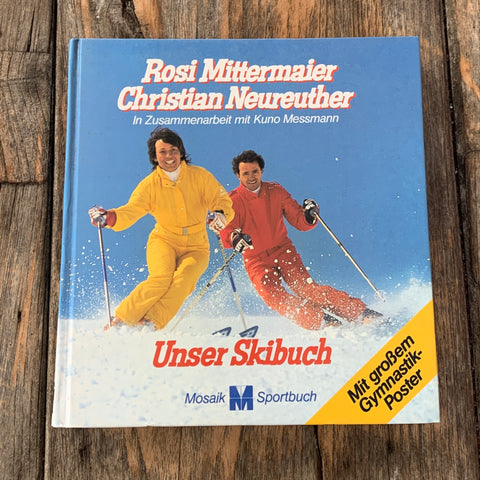 Rosi Mittermaier
Christian Neureuther
In Zusammenarbeit mit Kuno Messmann
Unser Skibuch
Mosaik M Sportbuch
Mit großem
Gymnastik-
Poster